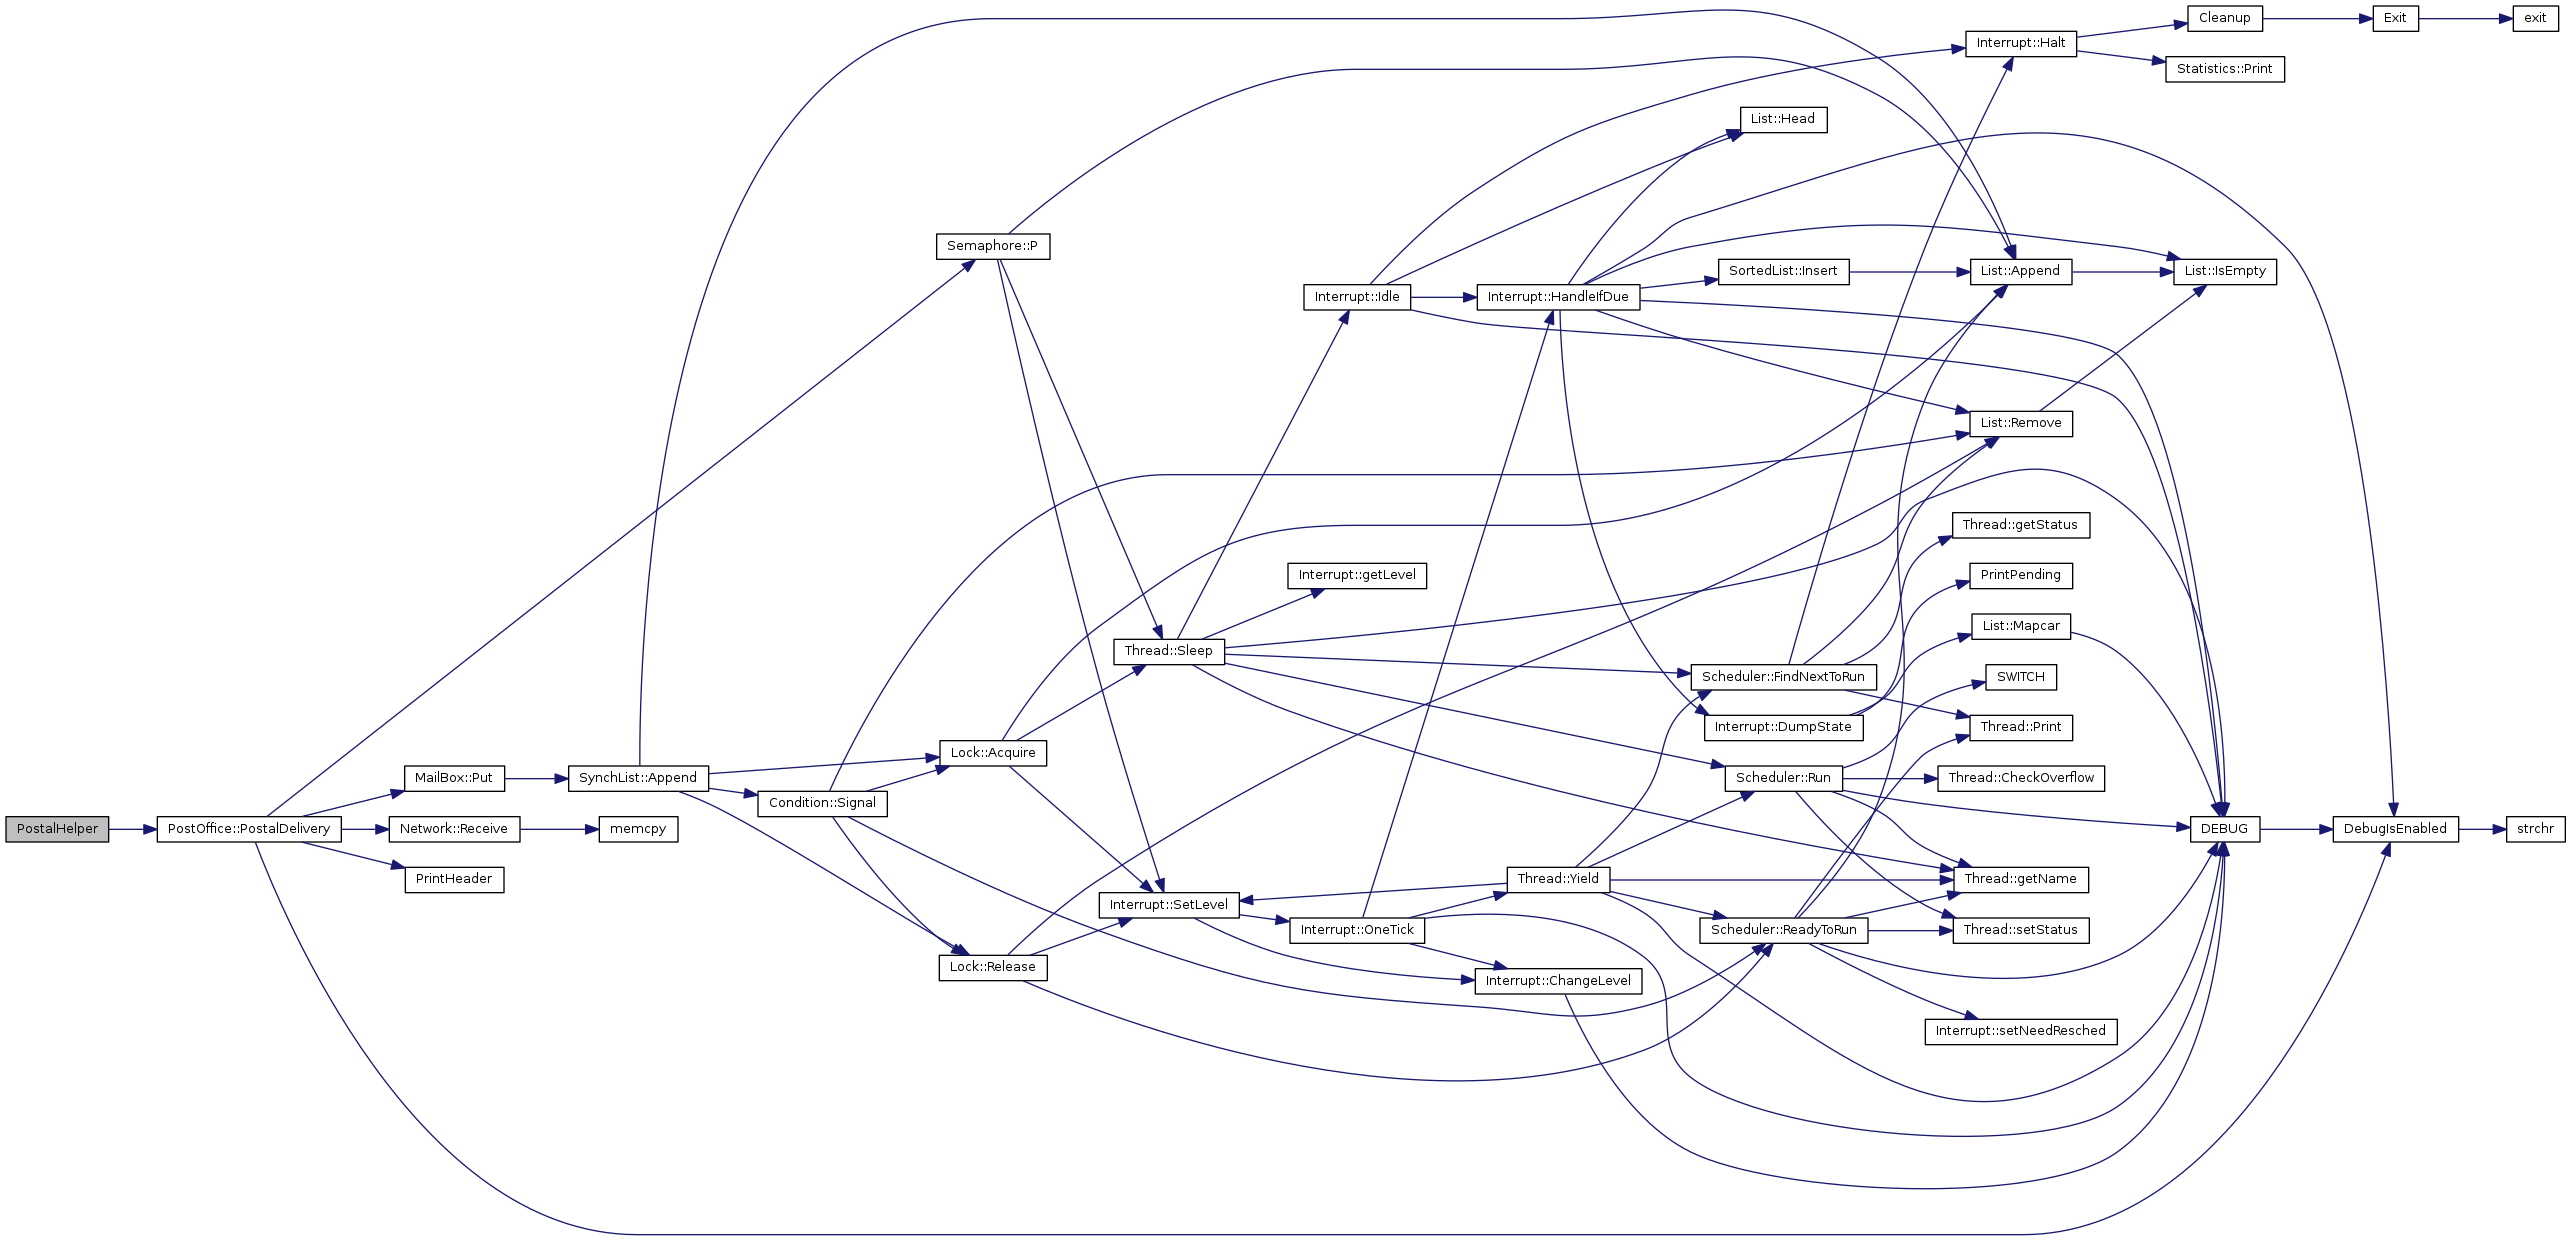 PostalHelper
PostOffice::PostalDelivery
MailBox::Put
Network::Receive
PrintHeader
SynchList::Append
memcpy
Condition::Signal
Semaphore::P
Lock::Acquire
Lock::Release
Thread::Sleep
Interrupt::SetLevel
Interrupt::Idle
Interrupt::getLevel
Interrupt::OneTick
Interrupt::HandleIfDue
Thread::Yield
Interrupt::ChangeLevel
List::Head
SortedList::Insert
Scheduler::FindNextToRun
Interrupt::DumpState
Scheduler::Run
Scheduler::ReadyToRun
Interrupt::Halt
List::Append
List::Remove
Thread::getStatus
PrintPending
List::Mapcar
SWITCH
Thread::Print
Thread::CheckOverflow
Thread::getName
Thread::setStatus
Interrupt::setNeedResched
Cleanup
Statistics::Print
List::IsEmpty
DEBUG
Exit
DebugIsEnabled
exit
strchr